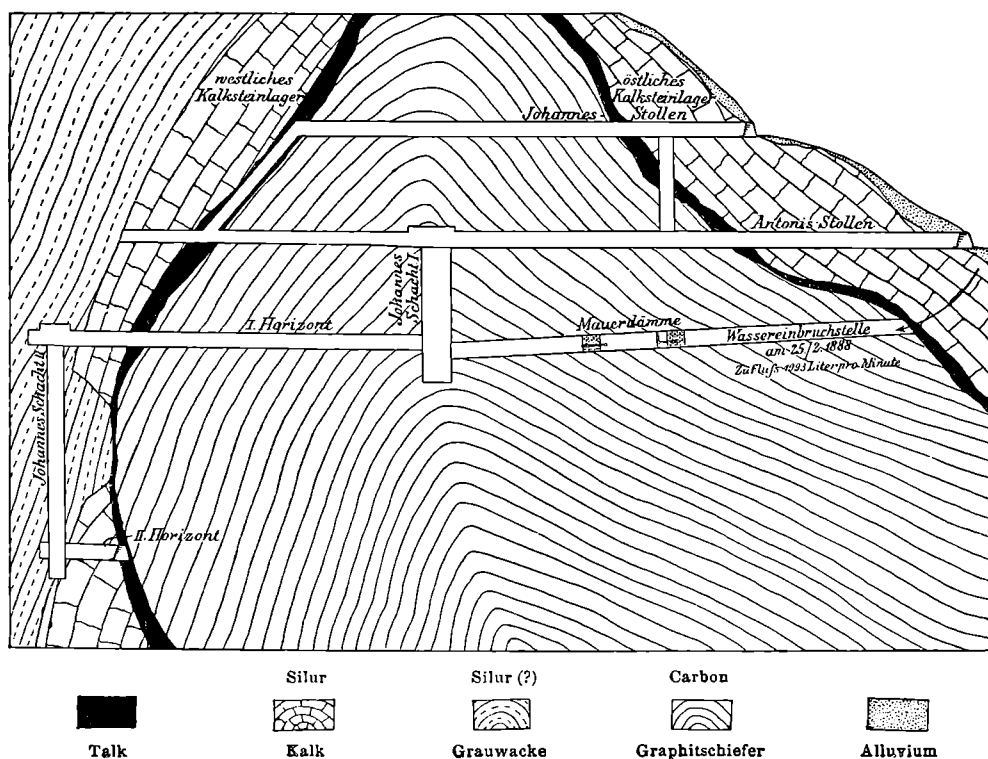 westliches
Kalksteinlager
östliches
Kalksteinlager
Johannes-
Stollen
Antonis-Stollen
Johannes
Schacht I.
I. Horizont
Mauerdämme
Wassereinbruchstelle
am 25/2. 1888
Zufluß 1993 Liter pro Minute
Johannes Schacht II
II. Horizont
Silur
Silur (?)
Carbon
Talk
Kalk
Grauwacke
Graphitschiefer
Alluvium